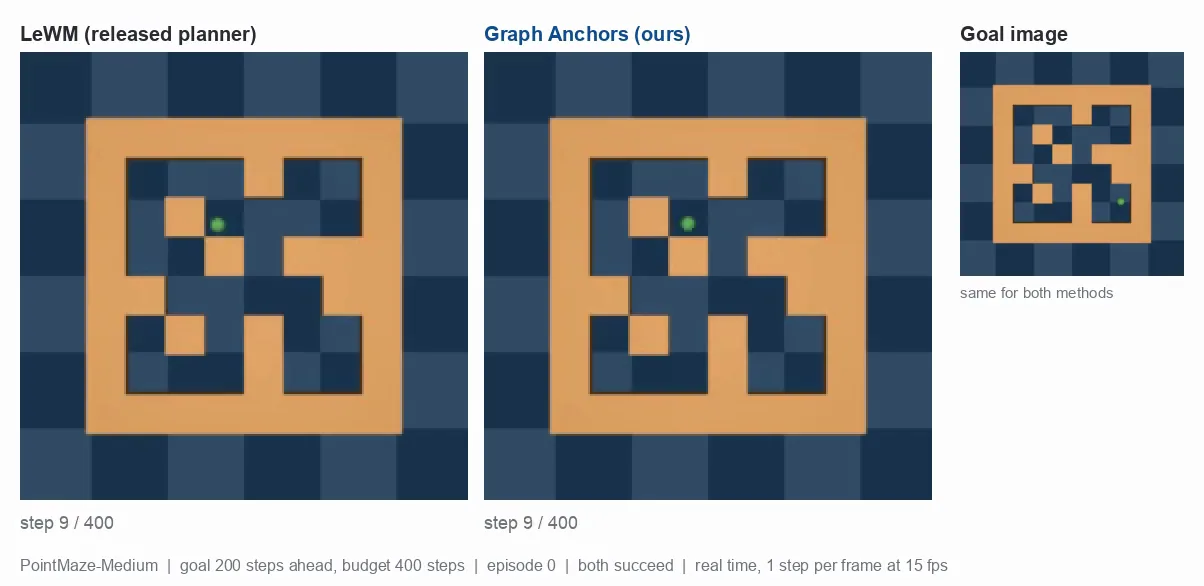 LeWM (released planner)
Graph Anchors (ours)
Goal image
same for both methods
step 9 / 400
step 9 / 400
PointMaze-Medium | goal 200 steps ahead, budget 400 steps | episode 0 | both succeed | real time, 1 step per frame at 15 fps